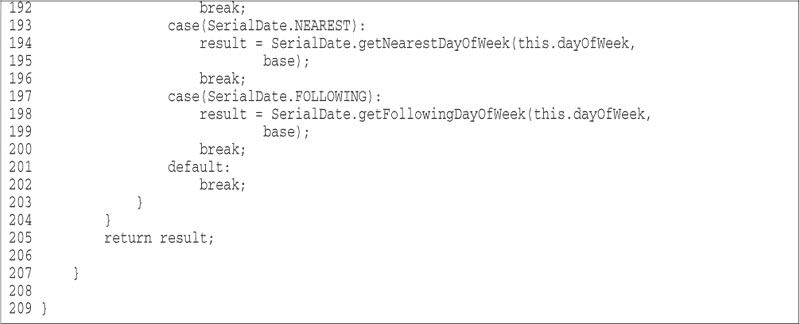 192                     break;
193                 case(SerialDate.NEAREST):
194                     result = SerialDate.getNearestDayOfWeek(this.dayOfWeek,
195                             base);
196                     break;
197                 case(SerialDate.FOLLOWING):
198                     result = SerialDate.getFollowingDayOfWeek(this.dayOfWeek,
199                             base);
200                     break;
201                 default:
202                     break;
203             }
204         }
205         return result;
206
207     }
208
209 }